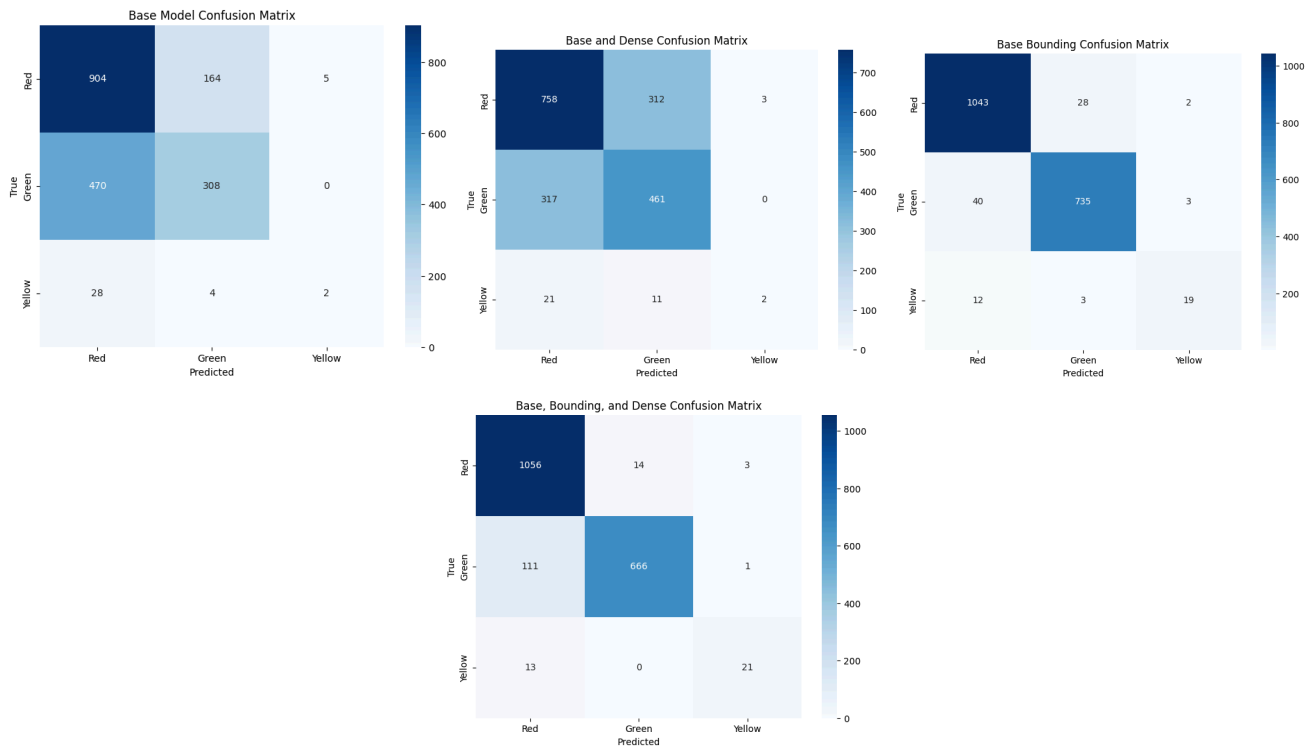 Base Model Confusion Matrix
Red 904 164 5
True
Green 470 308 0
Yellow 28 4 2
Red Green Yellow
Predicted
800
600
400
200
0
Base and Dense Confusion Matrix
Red 758 312 3
True
Green 317 461 0
Yellow 21 11 2
Red Green Yellow
Predicted
700
600
500
400
300
200
100
0
Base Bounding Confusion Matrix
Red 1043 28 2
True
Green 40 735 3
Yellow 12 3 19
Red Green Yellow
Predicted
1000
800
600
400
200
Base, Bounding, and Dense Confusion Matrix
Red 1056 14 3
True
Green 111 666 1
Yellow 13 0 21
Red Green Yellow
Predicted
1000
800
600
400
200
0